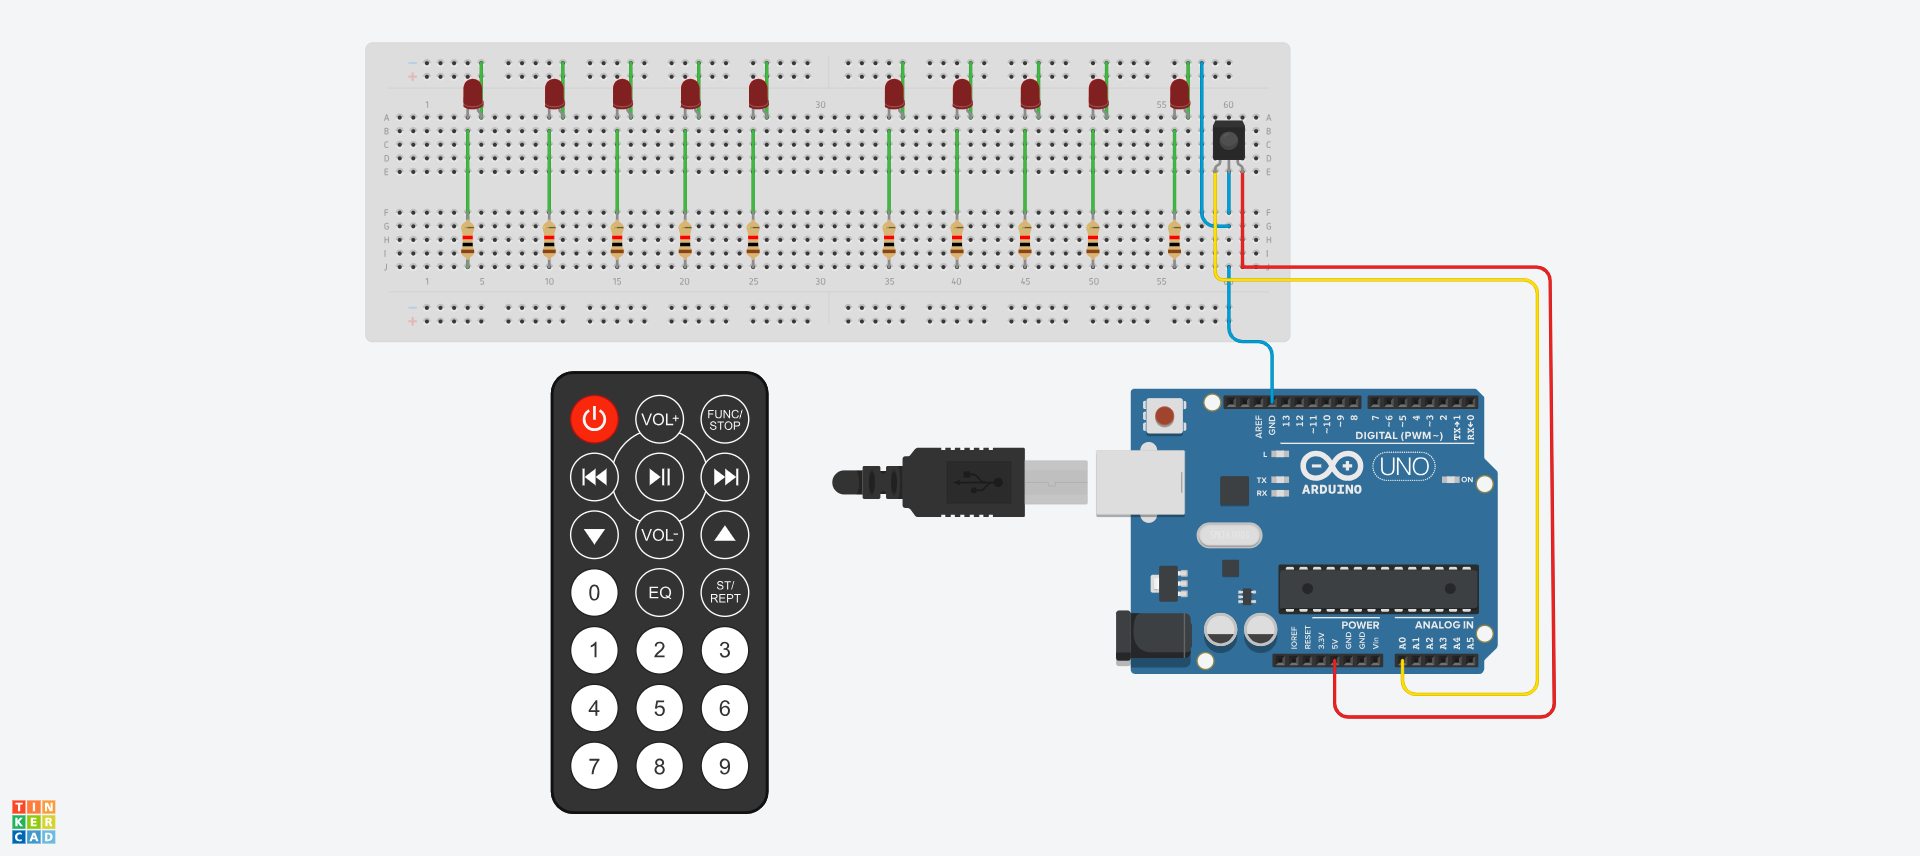 1 30 55 60
A A
B B
C C
D D
E E
F F
G G
H H
I I
J
1 5 10 15 20 25 30 35 40 45 50 55
VOL+ FUNC/
STOP
VOL-
0 EQ ST/
REPT
1 2 3
4 5 6
7 8 9
AREF GND 13 12 ~11 ~10 ~9 8 7 ~6 ~5 4 ~3 2 TX→1 RX←0
DIGITAL (PWM~)
L
TX
RX
UNO
ARDUINO
ON
POWER
ANALOG IN
IOREF RESET 3.3V 5V GND GND Vin A0 A1 A2 A3 A4 A5
TIN
KER
CAD